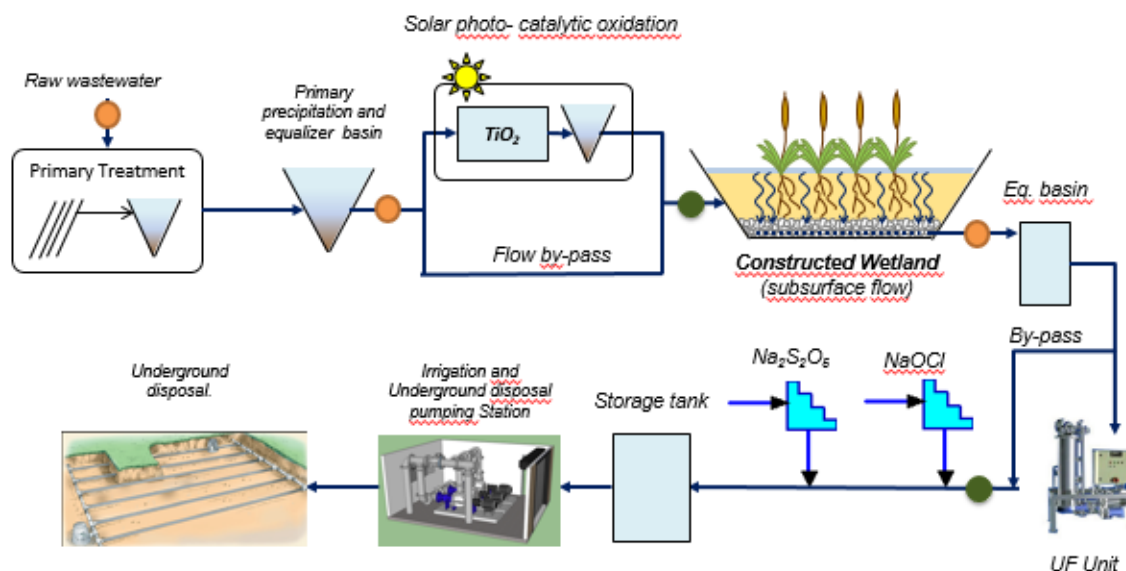 Solar photo- catalytic oxidation
Raw wastewater
Primary
precipitation and
equalizer basin
TiO₂
Primary Treatment
Eq. basin
Flow by-pass
Constructed Wetland
(subsurface flow)
By-pass
Na₂S₂O₅
NaOCl
Underground
disposal.
Irrigation and
Underground disposal
pumping Station
Storage tank
UF Unit